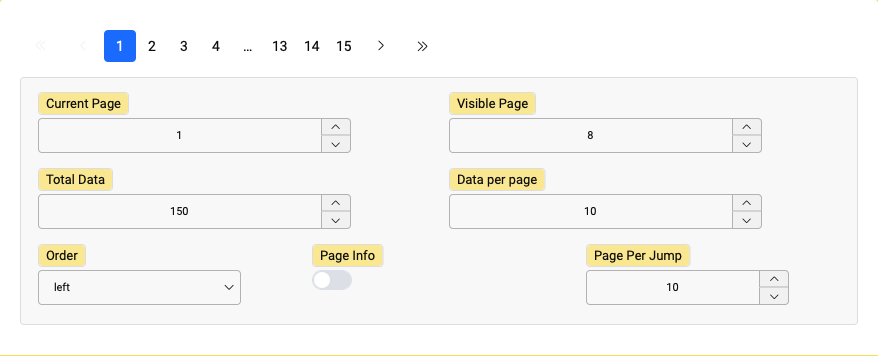 « ‹ 1 2 3 4 ... 13 14 15 › »
Current Page
Visible Page
1
8
Total Data
Data per page
150
10
Order
Page Info
Page Per Jump
left
10